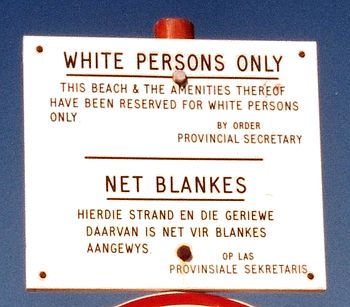 WHITE PERSONS ONLY
THIS BEACH & THE AMENITIES THEREOF
HAVE BEEN RESERVED FOR WHITE PERSONS
ONLY
BY ORDER
PROVINCIAL SECRETARY
NET BLANKES
HIERDIE STRAND EN DIE GERIEWE
DAARVAN IS NET VIR BLANKES
AANGEWYS.
OP LAS
PROVINSIALE SEKRETARIS